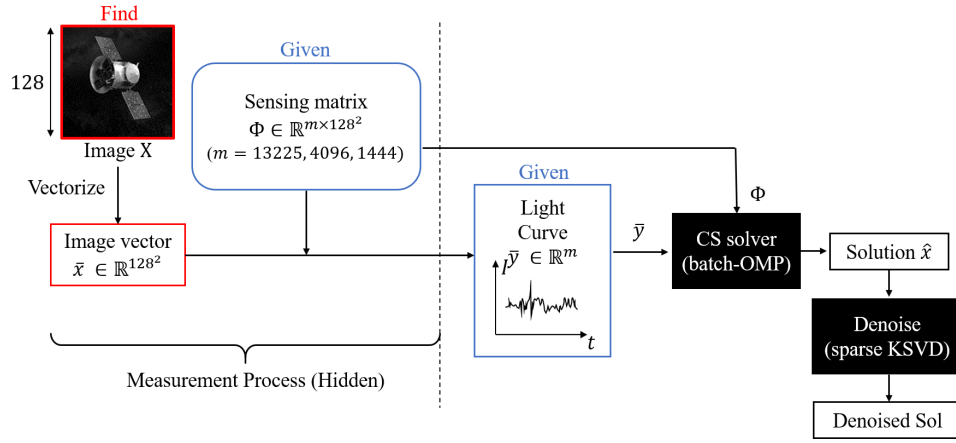 Find
128
Image X
Vectorize
Image vector
x̄ ∈ ℝ^{128²}
Given
Sensing matrix
Φ ∈ ℝ^{m×128²}
(m = 13225, 4096, 1444)
Given
Light
Curve
ȳ ∈ ℝ^m
I
t
Measurement Process (Hidden)
ȳ
Φ
CS solver
(batch-OMP)
Solution x̂
Denoise
(sparse KSVD)
Denoised Sol